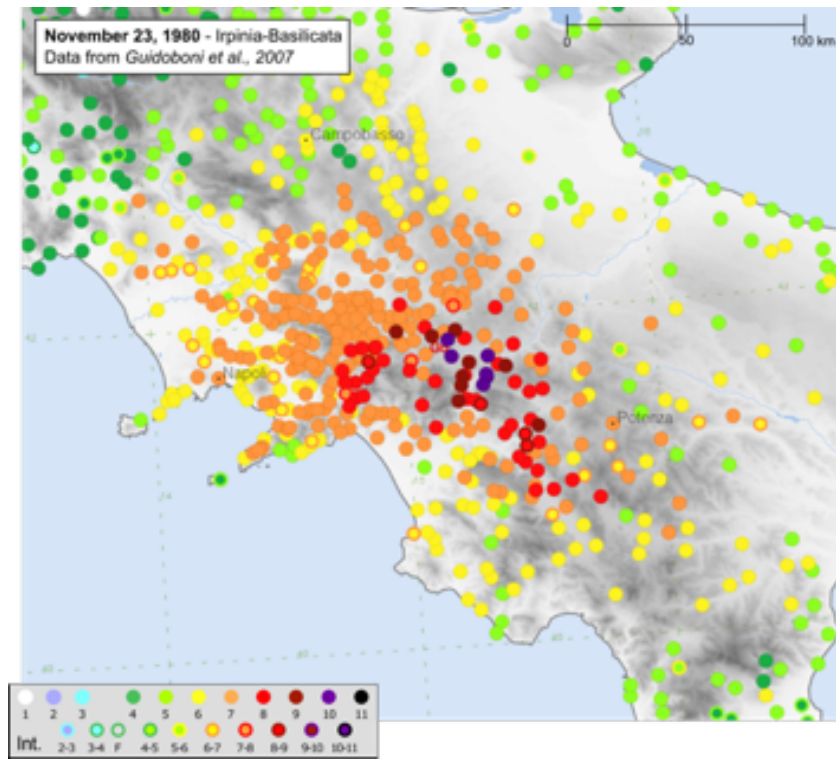 November 23, 1980 - Irpinia-Basilicata
Data from Guidoboni et al., 2007
0 50 100 km
Campobasso
Napoli
Potenza
1 2 3 4 5 6 7 8 9 10 11
Int. 2-3 3-4 F 4-5 5-6 6-7 7-8 8-9 9-10 10-11